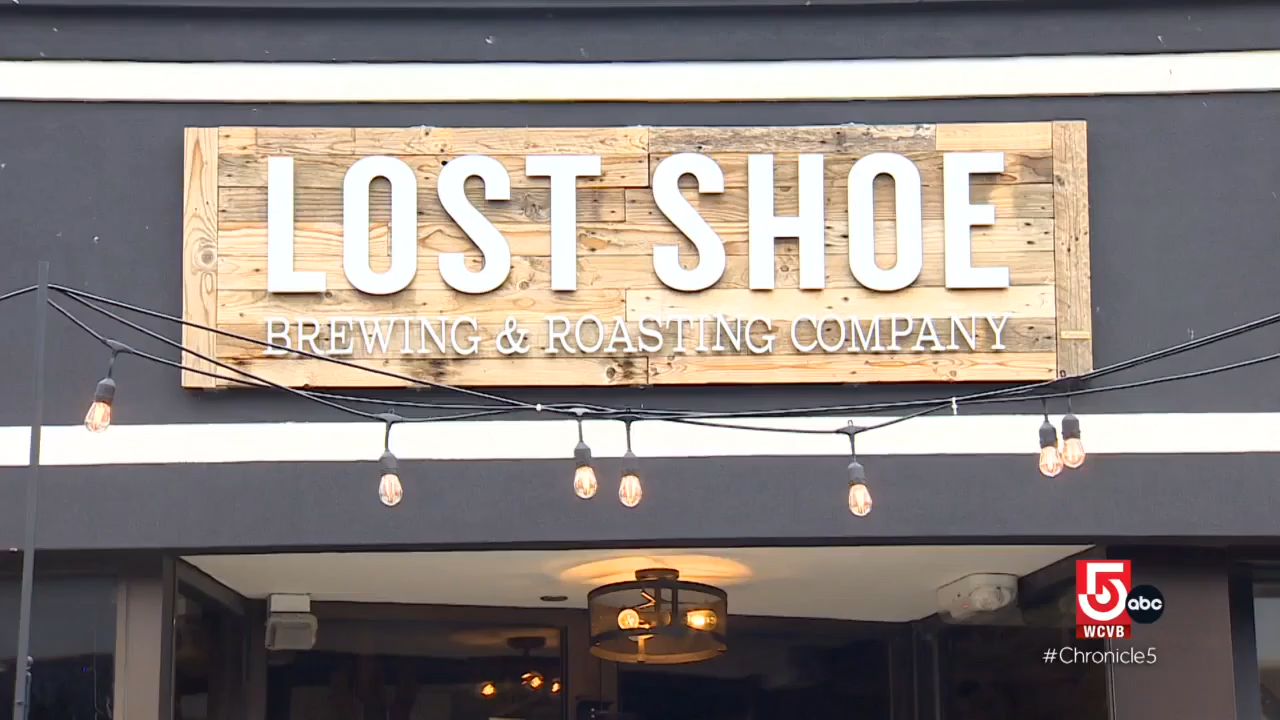 LOST SHOE
BREWING & ROASTING COMPANY
5
abc
WCVB
#Chronicle5